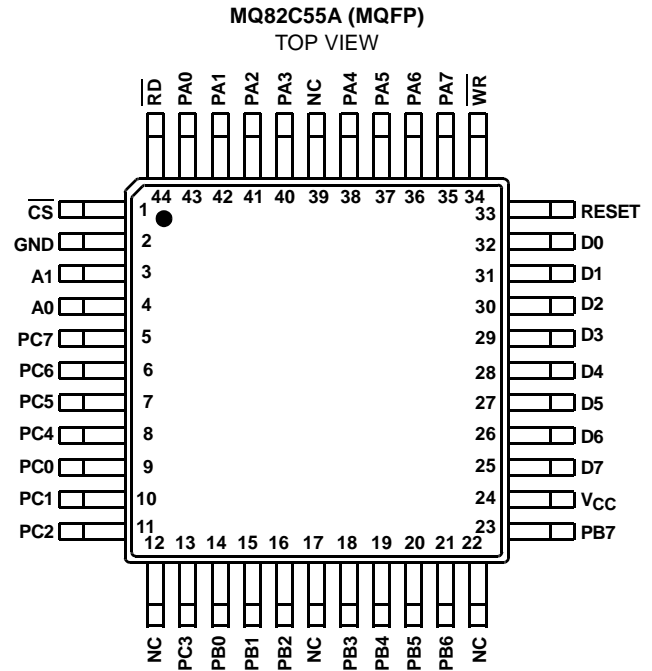 MQ82C55A (MQFP)
TOP VIEW
RD PA0 PA1 PA2 PA3 NC PA4 PA5 PA6 PA7 WR
44 43 42 41 40 39 38 37 36 35 34
CS 1 33 RESET
GND 2 32 D0
A1 3 31 D1
A0 4 30 D2
PC7 5 29 D3
PC6 6 28 D4
PC5 7 27 D5
PC4 8 26 D6
PC0 9 25 D7
PC1 10 24 VCC
PC2 11 23 PB7
12 13 14 15 16 17 18 19 20 21 22
NC PC3 PB0 PB1 PB2 NC PB3 PB4 PB5 PB6 NC